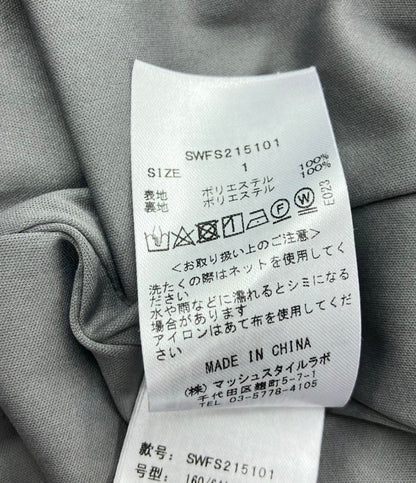 SWFS215101
SIZE 1
表地 ポリエステル 100%
裏地 ポリエステル 100%
E023
<お取り扱い上のご注意>
洗たくの際はネットを使用してく
ださい
水や雨などに濡れるとシミになる
場合があります
アイロンはあて布を使用してくだ
さい
MADE IN CHINA
(株)マッシュスタイルラボ
千代田区麹町5-7-1
TEL 03-5778-4105
款号: SWFS215101
号型: